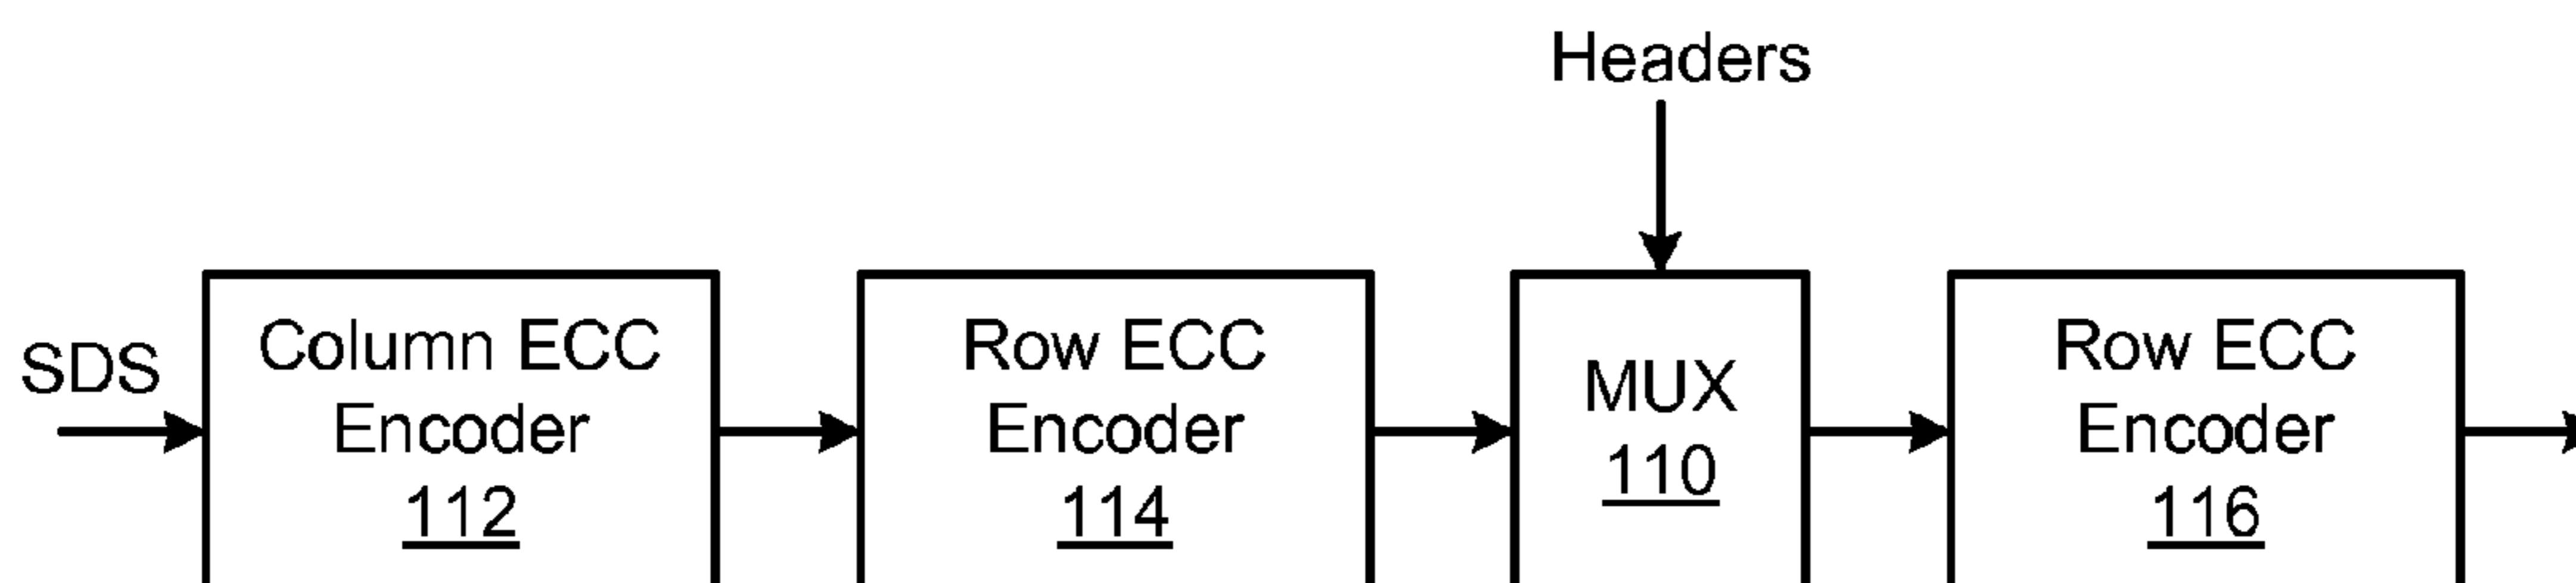 Headers
SDS
Column ECC
Encoder
112
Row ECC
Encoder
114
MUX
110
Row ECC
Encoder
116